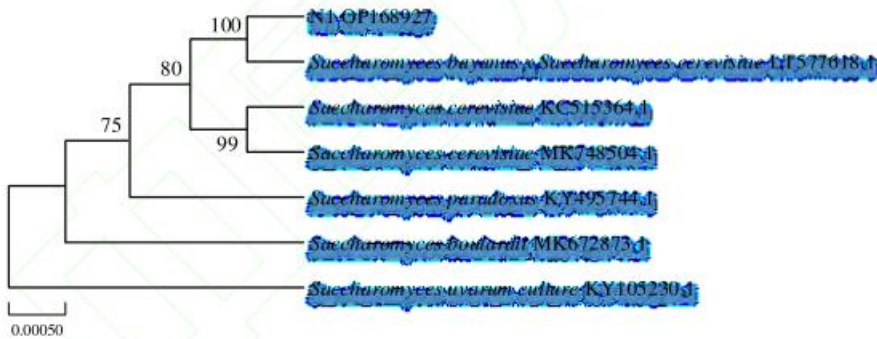 N1 OP168927
100
Saccharomyces bayanus x Saccharomyces cerevisiae LT577618.1
80
Saccharomyces cerevisiae KC515364.1
75
99
Saccharomyces cerevisiae MK748504.1
Saccharomyces paradoxus KY495744.1
Saccharomyces boulardii MK672873.1
Saccharomyces uvarum culture KY105230.1
0.00050